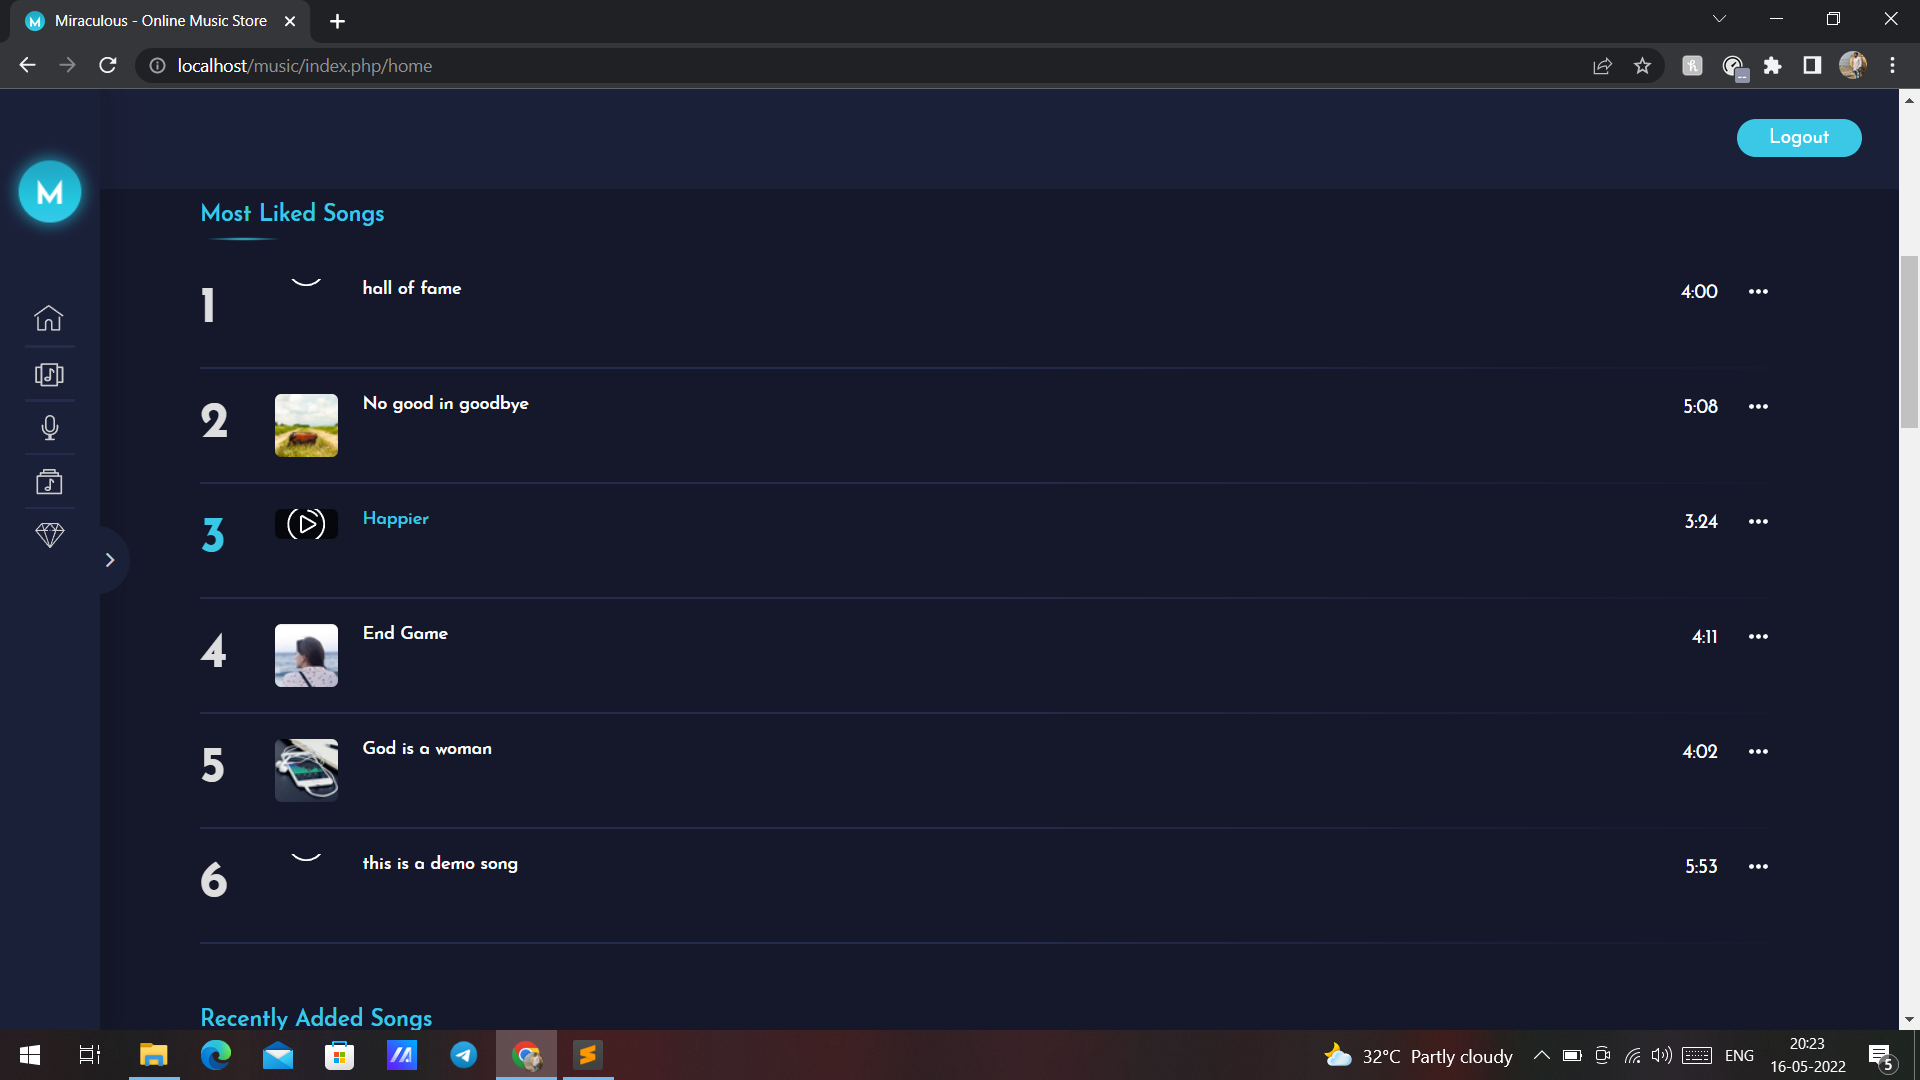 Miraculous - Online Music Store
localhost/music/index.php/home
Logout
M
Most Liked Songs
1 hall of fame 4:00
2 No good in goodbye 5:08
3 Happier 3:24
4 End Game 4:11
5 God is a woman 4:02
6 this is a demo song 5:53
Recently Added Songs
32°C Partly cloudy ENG 20:23
16-05-2022 5